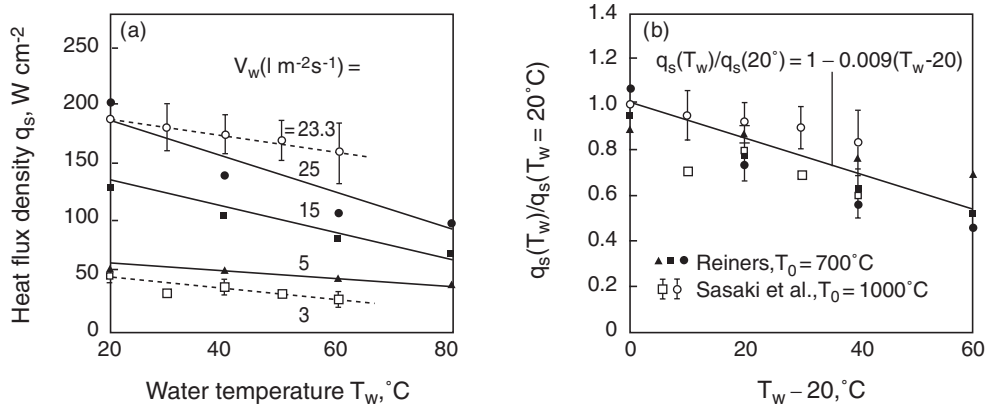 (a)
V_w(l m⁻²s⁻¹) =
= 23.3
25
15
5
3
250
200
150
100
50
0
20
40
60
80
Heat flux density q_s, W cm⁻²
Water temperature T_w, °C
(b)
q_s(T_w)/q_s(20°) = 1 – 0.009(T_w-20)
1.4
1.2
1.0
0.8
0.6
0.4
0.2
0
0
20
40
60
q_s(T_w)/q_s(T_w = 20°C)
T_w – 20, °C
Reiners, T_0 = 700°C
Sasaki et al., T_0 = 1000°C